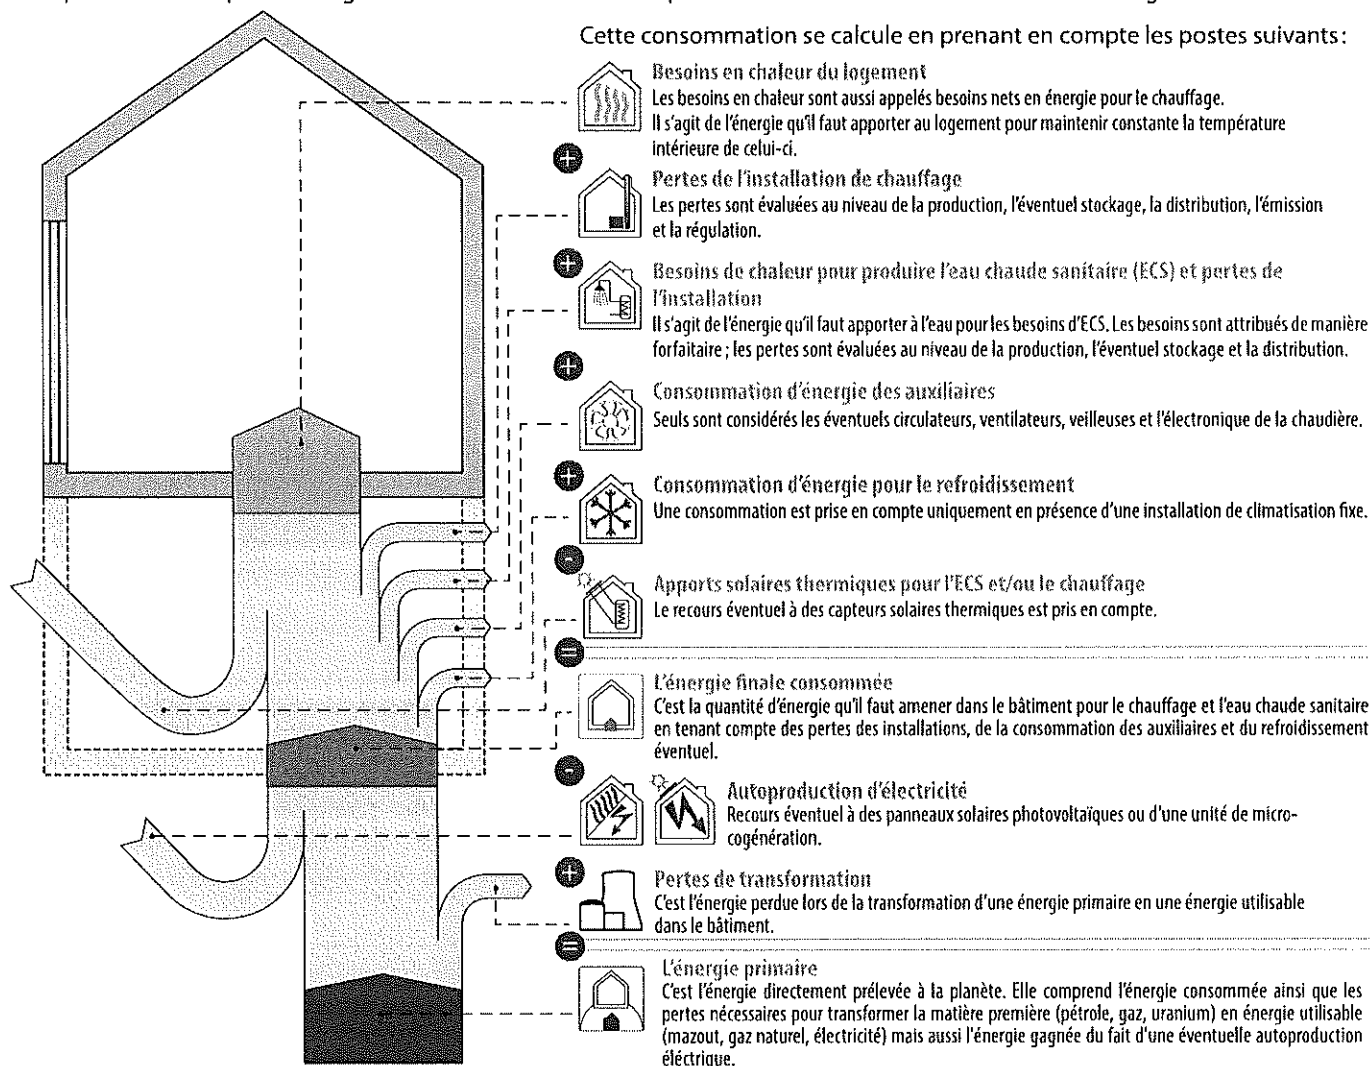 Cette consommation se calcule en prenant en compte les postes suivants :
Besoins en chaleur du logement
Les besoins en chaleur sont aussi appelés besoins nets en énergie pour le chauffage.
Il s'agit de l'énergie qu'il faut apporter au logement pour maintenir constante la température
intérieure de celui-ci.
+
Pertes de l'installation de chauffage
Les pertes sont évaluées au niveau de la production, l'éventuel stockage, la distribution, l'émission
et la régulation.
+
Besoins de chaleur pour produire l'eau chaude sanitaire (ECS) et pertes de
l'installation
Il s'agit de l'énergie qu'il faut apporter à l'eau pour les besoins d'ECS. Les besoins sont attribués de manière
forfaitaire ; les pertes sont évaluées au niveau de la production, l'éventuel stockage et la distribution.
+
Consommation d'énergie des auxiliaires
Seuls sont considérés les éventuels circulateurs, ventilateurs, veilleuses et l'électronique de la chaudière.
+
Consommation d'énergie pour le refroidissement
Une consommation est prise en compte uniquement en présence d'une installation de climatisation fixe.
-
Apports solaires thermiques pour l'ECS et/ou le chauffage
Le recours éventuel à des capteurs solaires thermiques est pris en compte.
=
L'énergie finale consommée
C'est la quantité d'énergie qu'il faut amener dans le bâtiment pour le chauffage et l'eau chaude sanitaire
en tenant compte des pertes des installations, de la consommation des auxiliaires et du refroidissement
éventuel.
-
Autoproduction d'électricité
Recours éventuel à des panneaux solaires photovoltaïques ou d'une unité de micro-
cogénération.
+
Pertes de transformation
C'est l'énergie perdue lors de la transformation d'une énergie primaire en une énergie utilisable
dans le bâtiment.
=
L'énergie primaire
C'est l'énergie directement prélevée à la planète. Elle comprend l'énergie consommée ainsi que les
pertes nécessaires pour transformer la matière première (pétrole, gaz, uranium) en énergie utilisable
(mazout, gaz naturel, électricité) mais aussi l'énergie gagnée du fait d'une éventuelle autoproduction
éléctrique.